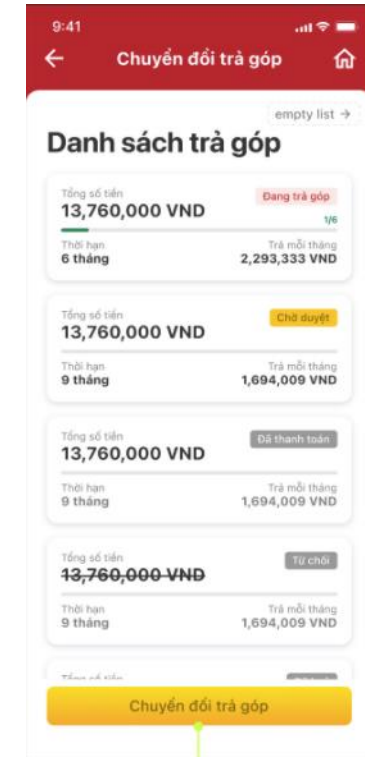 9:41
Chuyển đổi trả góp
empty list →
Danh sách trả góp
Tổng số tiền
Đang trả góp
13,760,000 VND
1/6
Thời hạn
Trả mỗi tháng
6 tháng
2,293,333 VND
Tổng số tiền
Chờ duyệt
13,760,000 VND
Thời hạn
Trả mỗi tháng
9 tháng
1,694,009 VND
Tổng số tiền
Đã thanh toán
13,760,000 VND
Thời hạn
Trả mỗi tháng
9 tháng
1,694,009 VND
Tổng số tiền
Từ chối
13,760,000 VND
Thời hạn
Trả mỗi tháng
9 tháng
1,694,009 VND
Tổng số tiền
Chuyển đổi trả góp